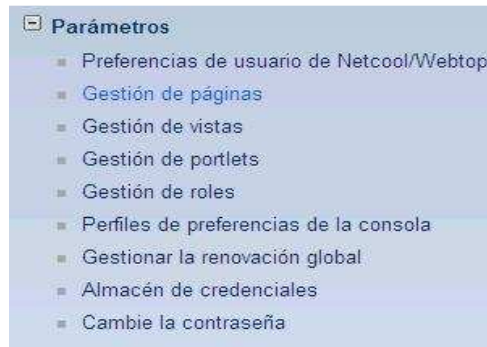 Parámetros
Preferencias de usuario de Netcool/Webtop
Gestión de páginas
Gestión de vistas
Gestión de portlets
Gestión de roles
Perfiles de preferencias de la consola
Gestionar la renovación global
Almacén de credenciales
Cambie la contraseña